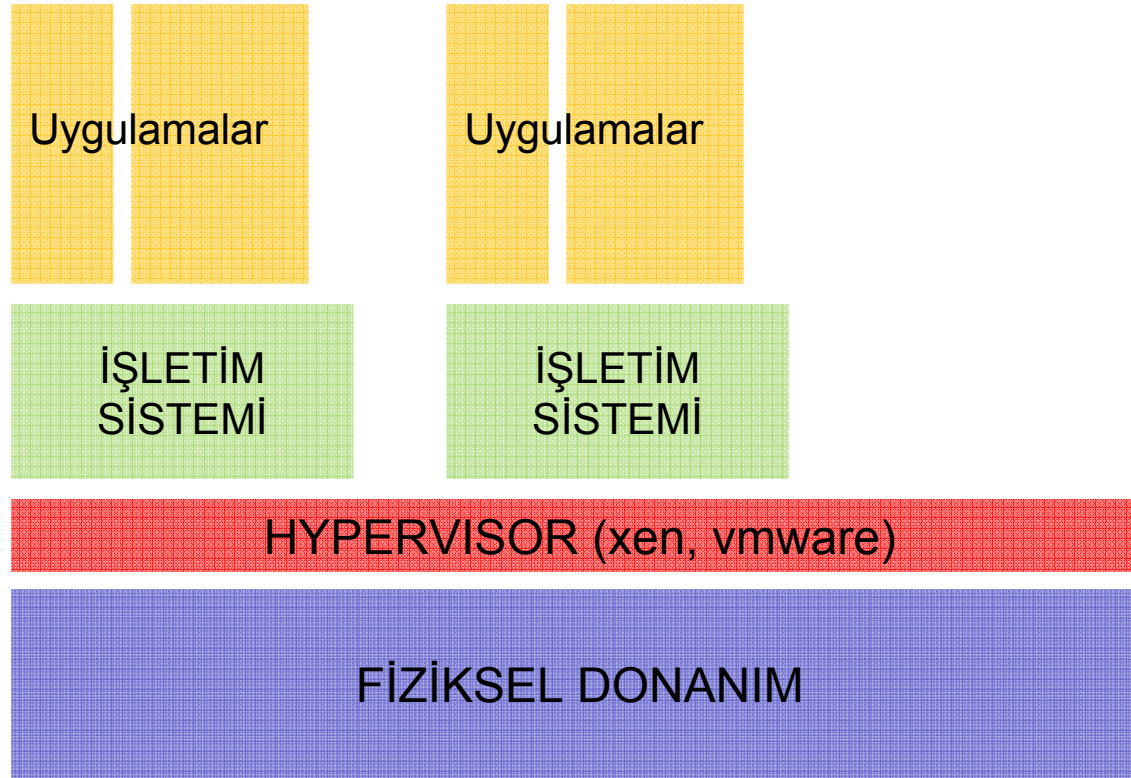 Uygulamalar
Uygulamalar
İŞLETİM
SİSTEMİ
İŞLETİM
SİSTEMİ
HYPERVISOR (xen, vmware)
FİZİKSEL DONANIM